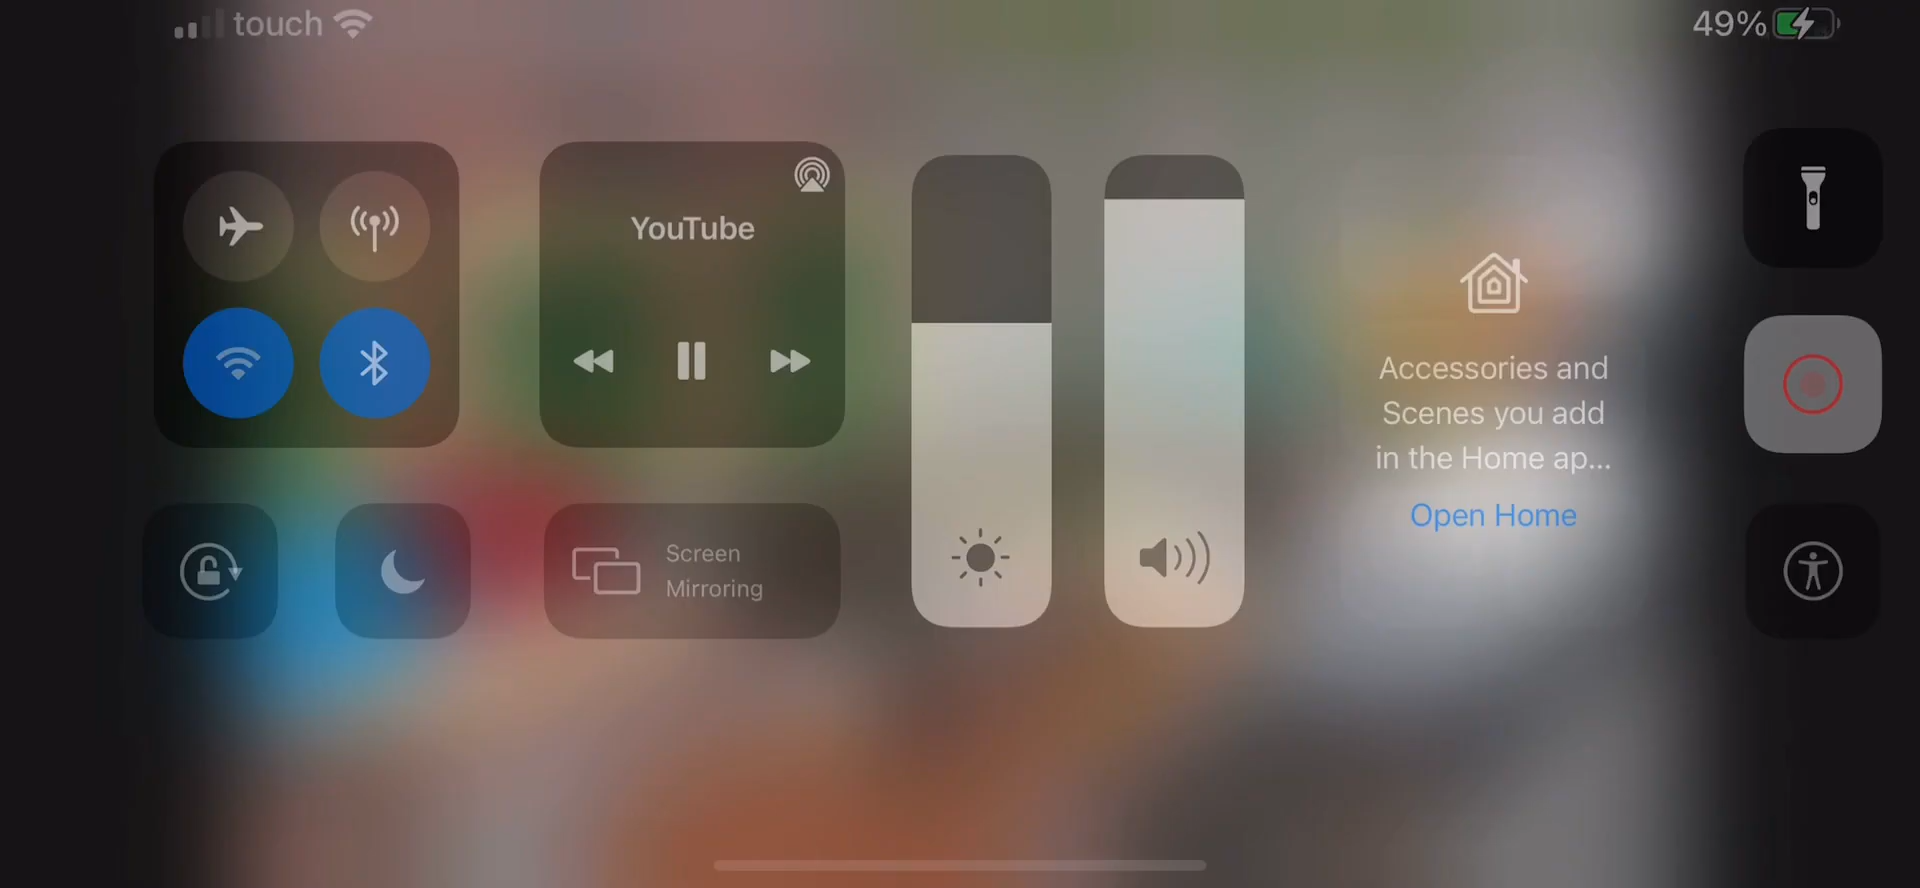 touch
49%
YouTube
Screen
Mirroring
Accessories and
Scenes you add
in the Home ap...
Open Home